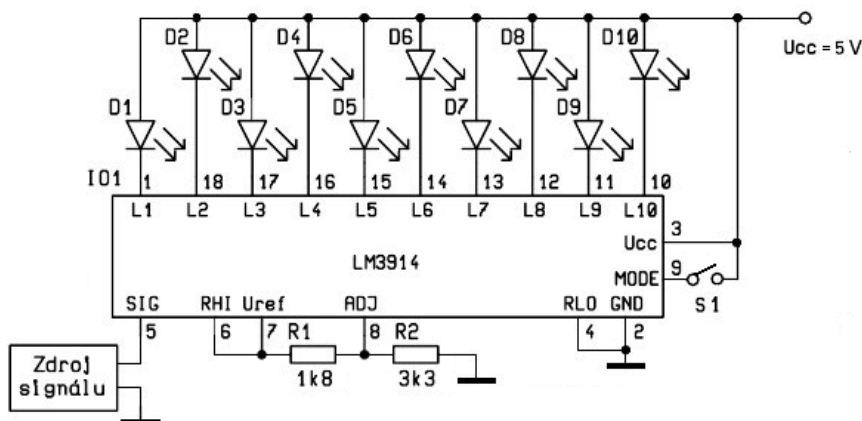 D2 D4 D6 D8 D10
Ucc = 5 V
D1 D3 D5 D7 D9
IO1 1 18 17 16 15 14 13 12 11 10
L1 L2 L3 L4 L5 L6 L7 L8 L9 L10
Ucc 3
LM3914
MODE 9
S1
SIG RHI Uref ADJ RLO GND
5 6 7 R1 8 R2 4 2
1k8 3k3
Zdroj
signálu